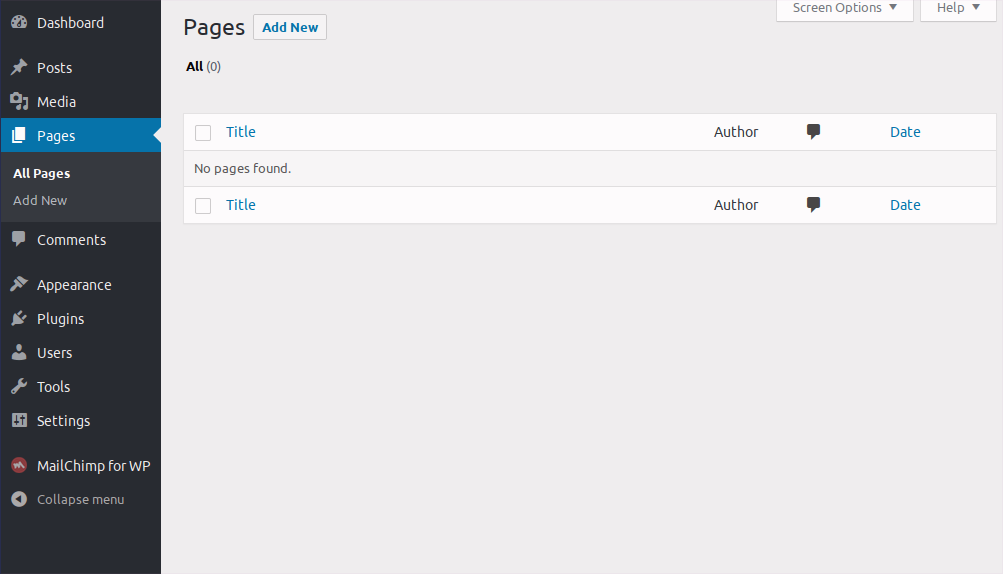 Dashboard
Posts
Media
Pages
All Pages
Add New
Comments
Appearance
Plugins
Users
Tools
Settings
MailChimp for WP
Collapse menu
Screen Options Help
Pages Add New
All (0)
Title Author Date
No pages found.
Title Author Date